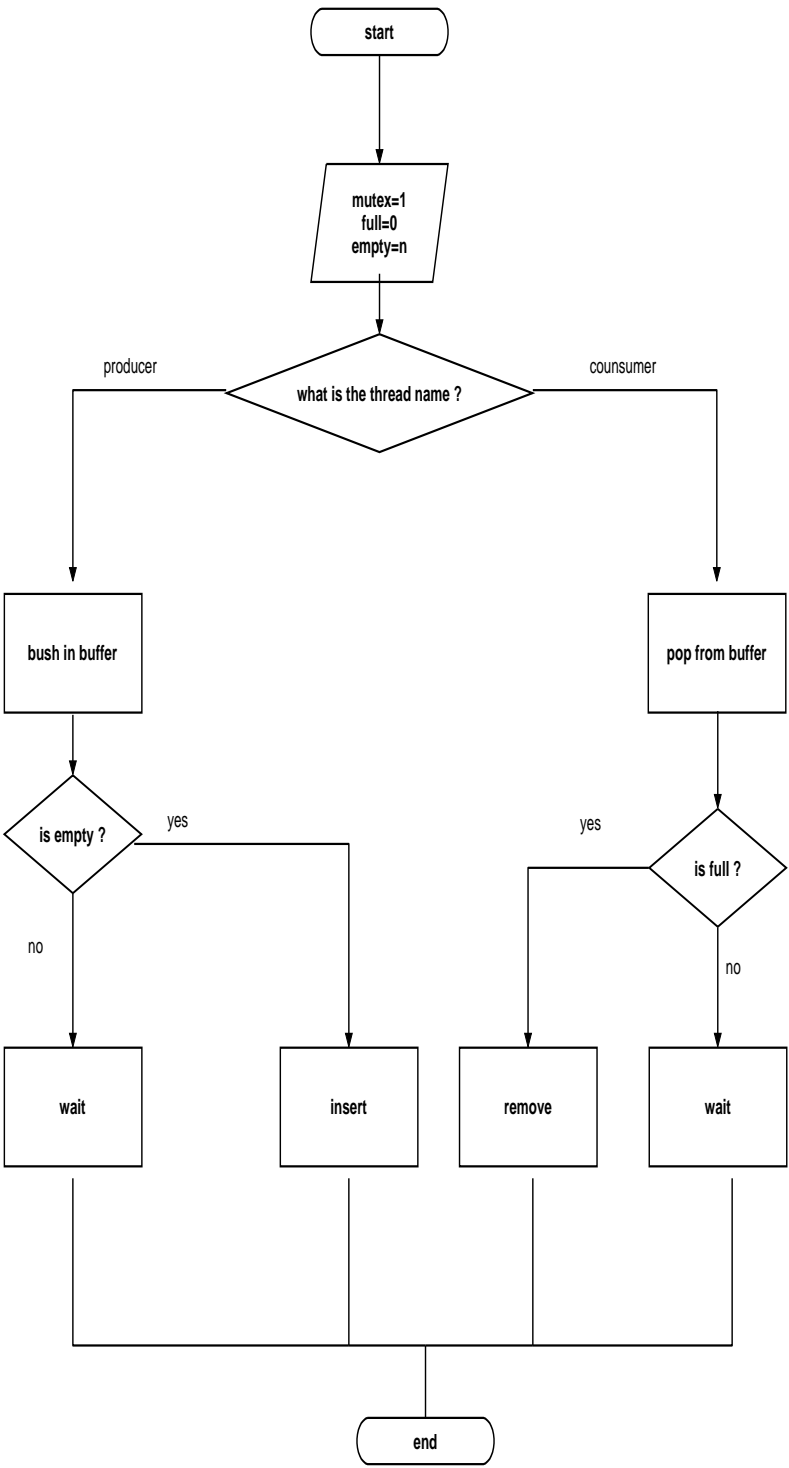 start
mutex=1
full=0
empty=n
what is the thread name ?
producer
counsumer
bush in buffer
pop from buffer
is empty ?
yes
yes
is full ?
no
no
wait
insert
remove
wait
end